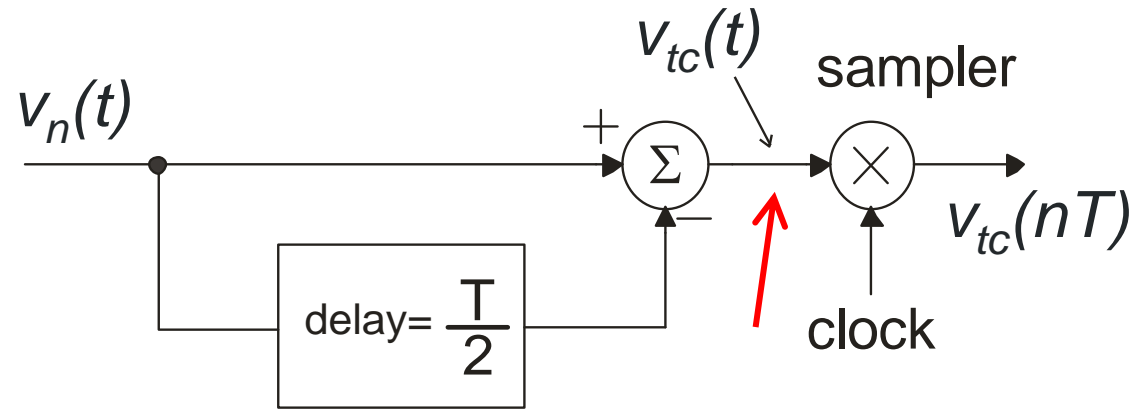 v_tc(t)
sampler
v_n(t)
+
Σ
×
−
v_tc(nT)
delay= T/2
clock